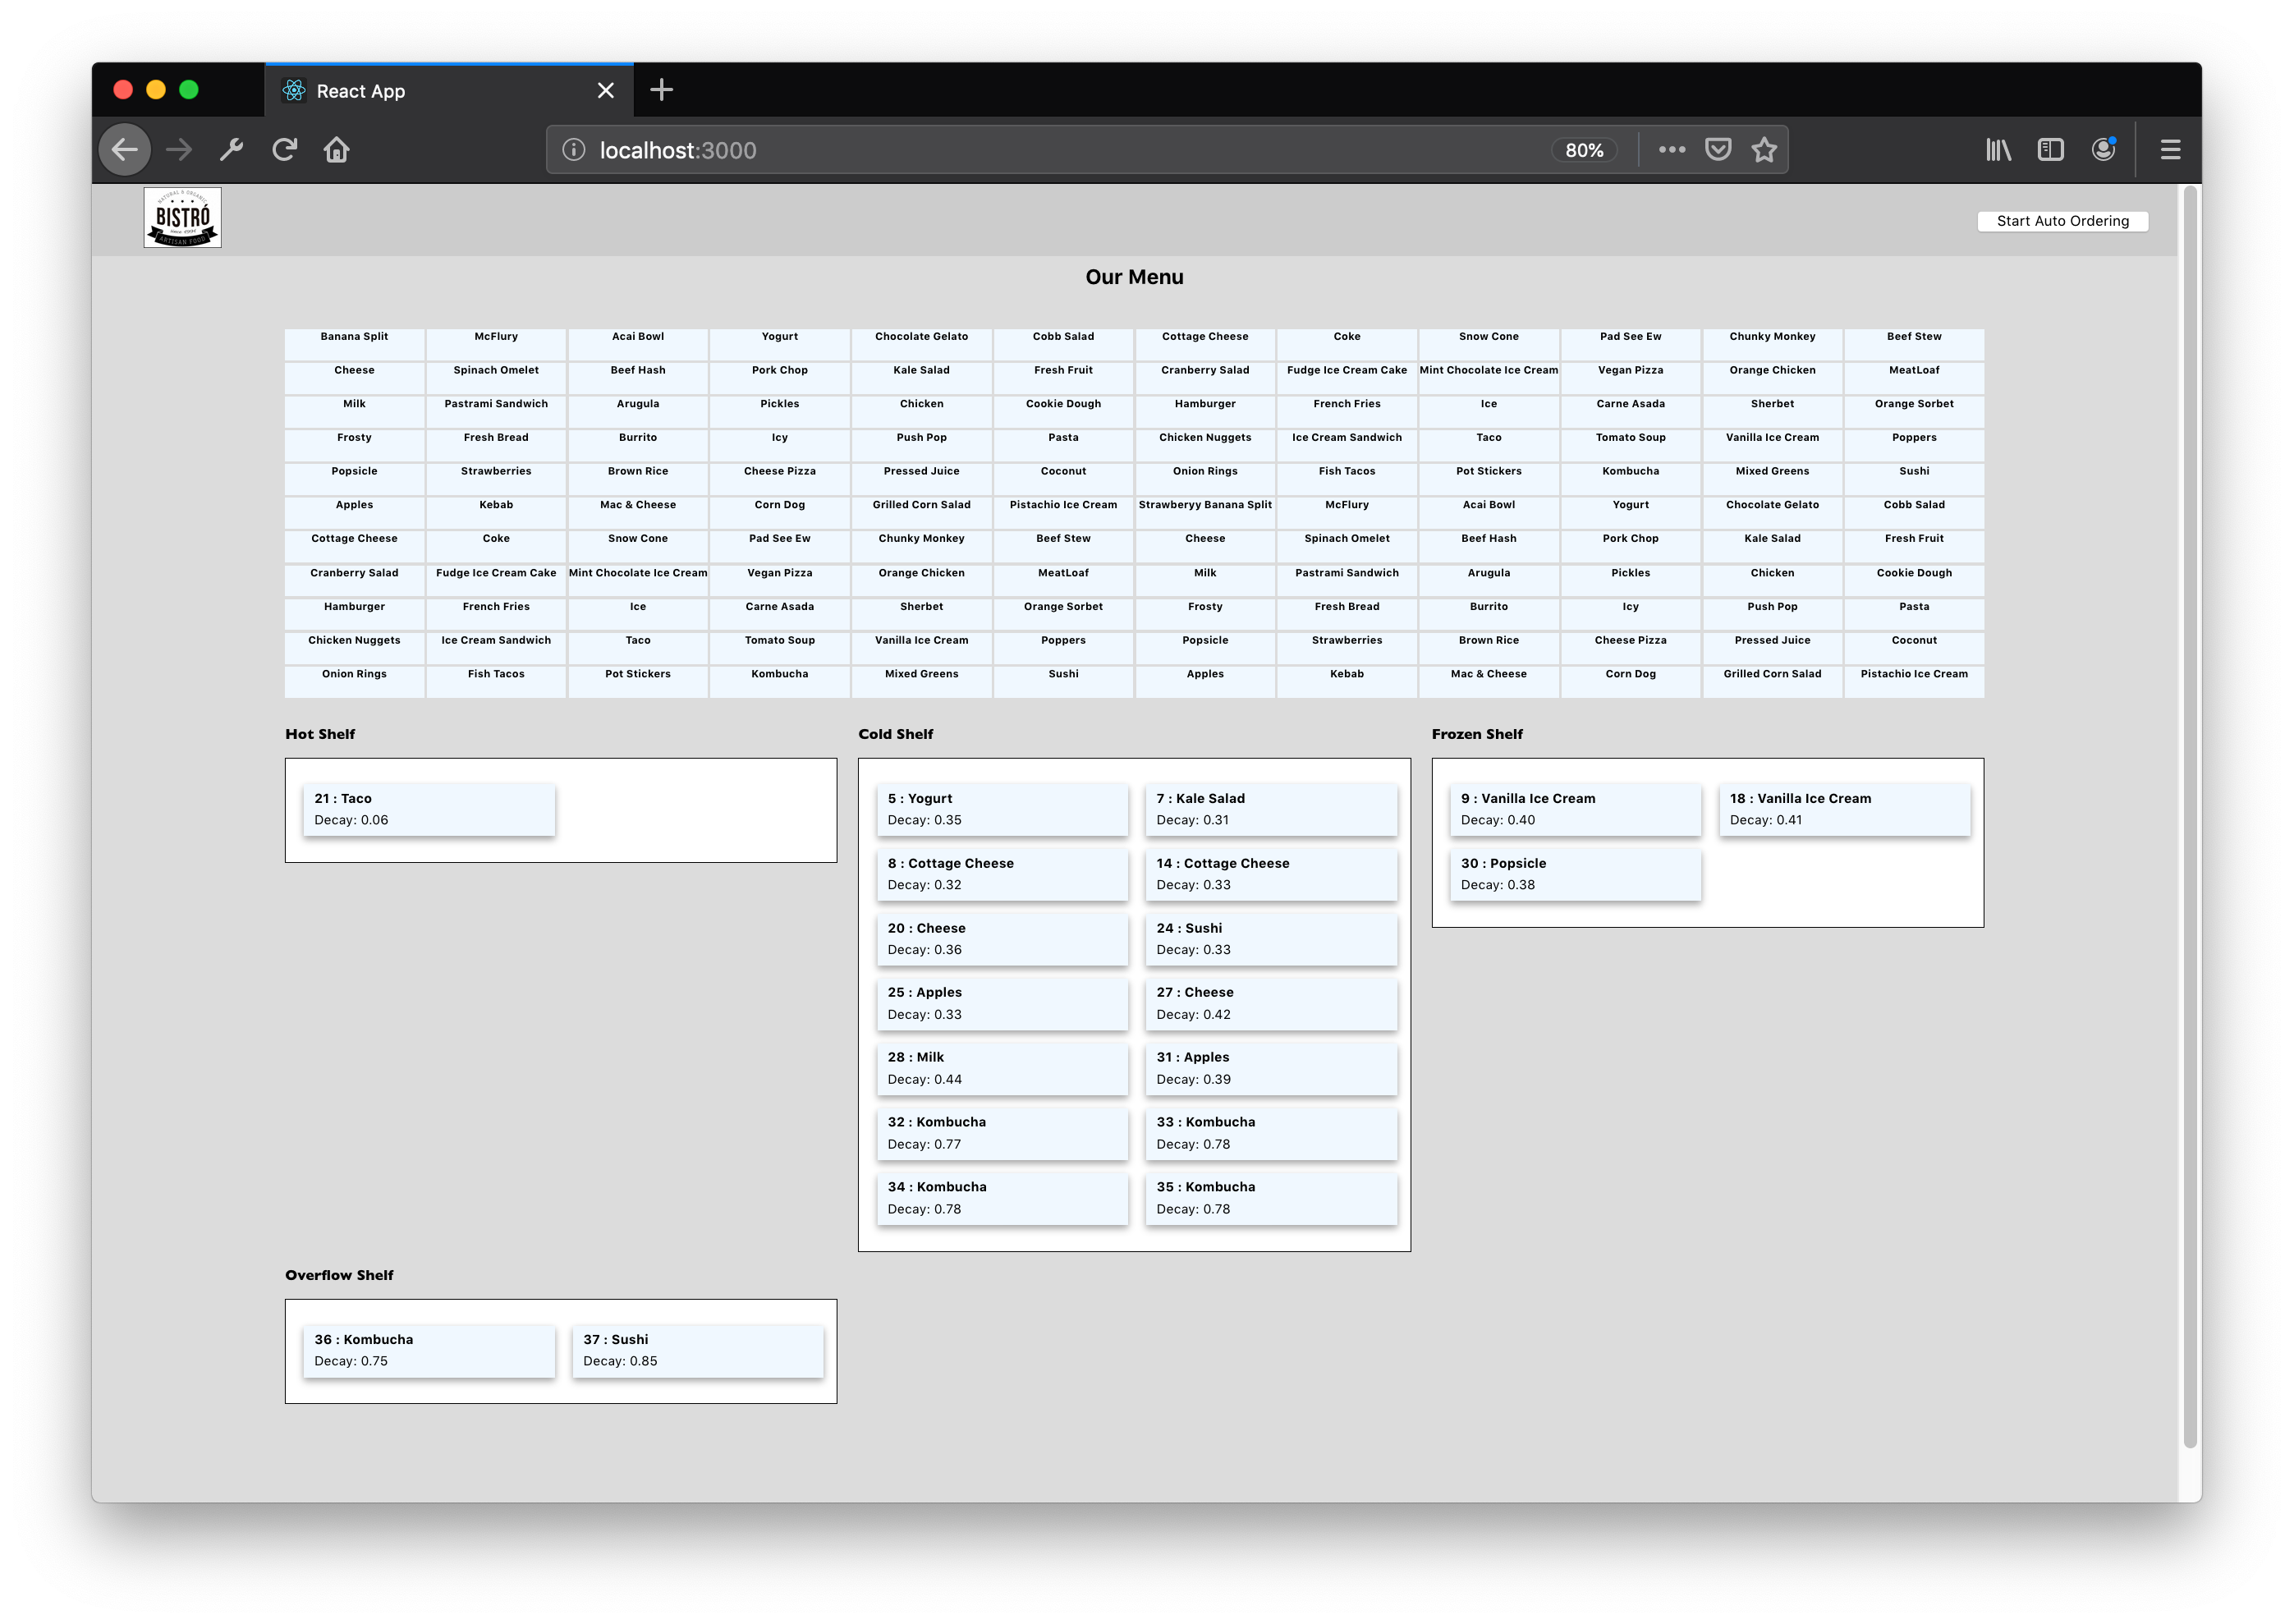 React App
localhost:3000
80%
NATURAL & ORGANIC
BISTRÓ
ARTISAN FOOD
Start Auto Ordering
Our Menu
Banana Split McFlury Acai Bowl Yogurt Chocolate Gelato Cobb Salad Cottage Cheese Coke Snow Cone Pad See Ew Chunky Monkey Beef Stew
Cheese Spinach Omelet Beef Hash Pork Chop Kale Salad Fresh Fruit Cranberry Salad Fudge Ice Cream Cake Mint Chocolate Ice Cream Vegan Pizza Orange Chicken MeatLoaf
Milk Pastrami Sandwich Arugula Pickles Chicken Cookie Dough Hamburger French Fries Ice Carne Asada Sherbet Orange Sorbet
Frosty Fresh Bread Burrito Icy Push Pop Pasta Chicken Nuggets Ice Cream Sandwich Taco Tomato Soup Vanilla Ice Cream Poppers
Popsicle Strawberries Brown Rice Cheese Pizza Pressed Juice Coconut Onion Rings Fish Tacos Pot Stickers Kombucha Mixed Greens Sushi
Apples Kebab Mac & Cheese Corn Dog Grilled Corn Salad Pistachio Ice Cream Strawberyy Banana Split McFlury Acai Bowl Yogurt Chocolate Gelato Cobb Salad
Cottage Cheese Coke Snow Cone Pad See Ew Chunky Monkey Beef Stew Cheese Spinach Omelet Beef Hash Pork Chop Kale Salad Fresh Fruit
Cranberry Salad Fudge Ice Cream Cake Mint Chocolate Ice Cream Vegan Pizza Orange Chicken MeatLoaf Milk Pastrami Sandwich Arugula Pickles Chicken Cookie Dough
Hamburger French Fries Ice Carne Asada Sherbet Orange Sorbet Frosty Fresh Bread Burrito Icy Push Pop Pasta
Chicken Nuggets Ice Cream Sandwich Taco Tomato Soup Vanilla Ice Cream Poppers Popsicle Strawberries Brown Rice Cheese Pizza Pressed Juice Coconut
Onion Rings Fish Tacos Pot Stickers Kombucha Mixed Greens Sushi Apples Kebab Mac & Cheese Corn Dog Grilled Corn Salad Pistachio Ice Cream
Hot Shelf
21 : Taco
Decay: 0.06
Cold Shelf
5 : Yogurt
Decay: 0.35
7 : Kale Salad
Decay: 0.31
8 : Cottage Cheese
Decay: 0.32
14 : Cottage Cheese
Decay: 0.33
20 : Cheese
Decay: 0.36
24 : Sushi
Decay: 0.33
25 : Apples
Decay: 0.33
27 : Cheese
Decay: 0.42
28 : Milk
Decay: 0.44
31 : Apples
Decay: 0.39
32 : Kombucha
Decay: 0.77
33 : Kombucha
Decay: 0.78
34 : Kombucha
Decay: 0.78
35 : Kombucha
Decay: 0.78
Frozen Shelf
9 : Vanilla Ice Cream
Decay: 0.40
18 : Vanilla Ice Cream
Decay: 0.41
30 : Popsicle
Decay: 0.38
Overflow Shelf
36 : Kombucha
Decay: 0.75
37 : Sushi
Decay: 0.85